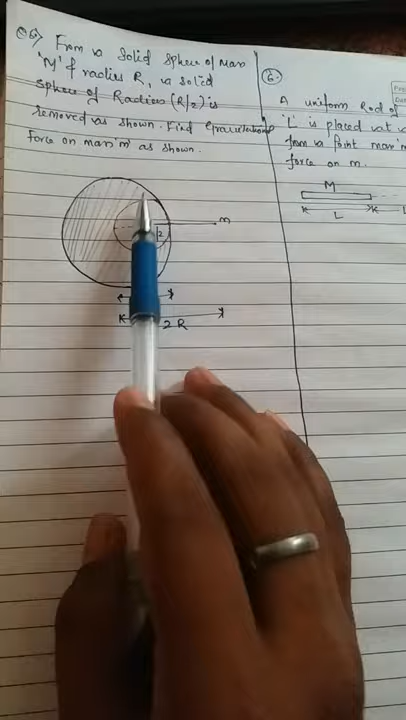 Q5) From a Solid Sphere of Mass
'M' & radius R, a solid
Sphere of Radius (R/2) is
removed as shown. Find Gravitational
force on mass 'm' as shown.
m
2
2R
6.
A uniform Rod of
'L' is placed at
from a point mass 'm'
force on m.
M
L
L